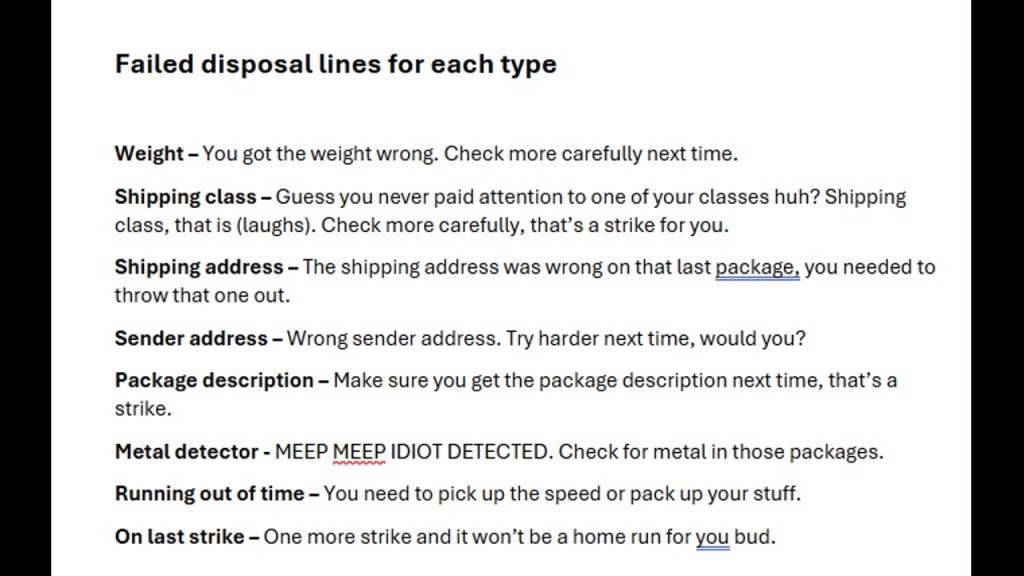 Failed disposal lines for each type
Weight – You got the weight wrong. Check more carefully next time.
Shipping class – Guess you never paid attention to one of your classes huh? Shipping
class, that is (laughs). Check more carefully, that’s a strike for you.
Shipping address – The shipping address was wrong on that last package, you needed to
throw that one out.
Sender address – Wrong sender address. Try harder next time, would you?
Package description – Make sure you get the package description next time, that’s a
strike.
Metal detector - MEEP MEEP IDIOT DETECTED. Check for metal in those packages.
Running out of time – You need to pick up the speed or pack up your stuff.
On last strike – One more strike and it won’t be a home run for you bud.